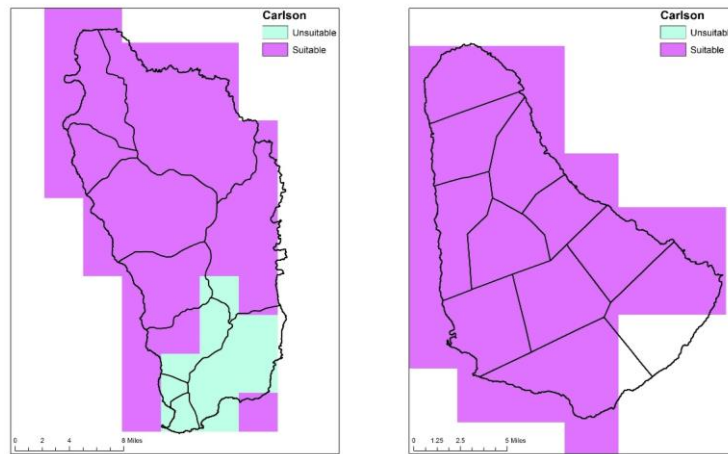 Carlson
Unsuitable
Suitable
0 2 4 8 Miles
Carlson
Unsuitable
Suitable
0 1.25 2.5 5 Miles